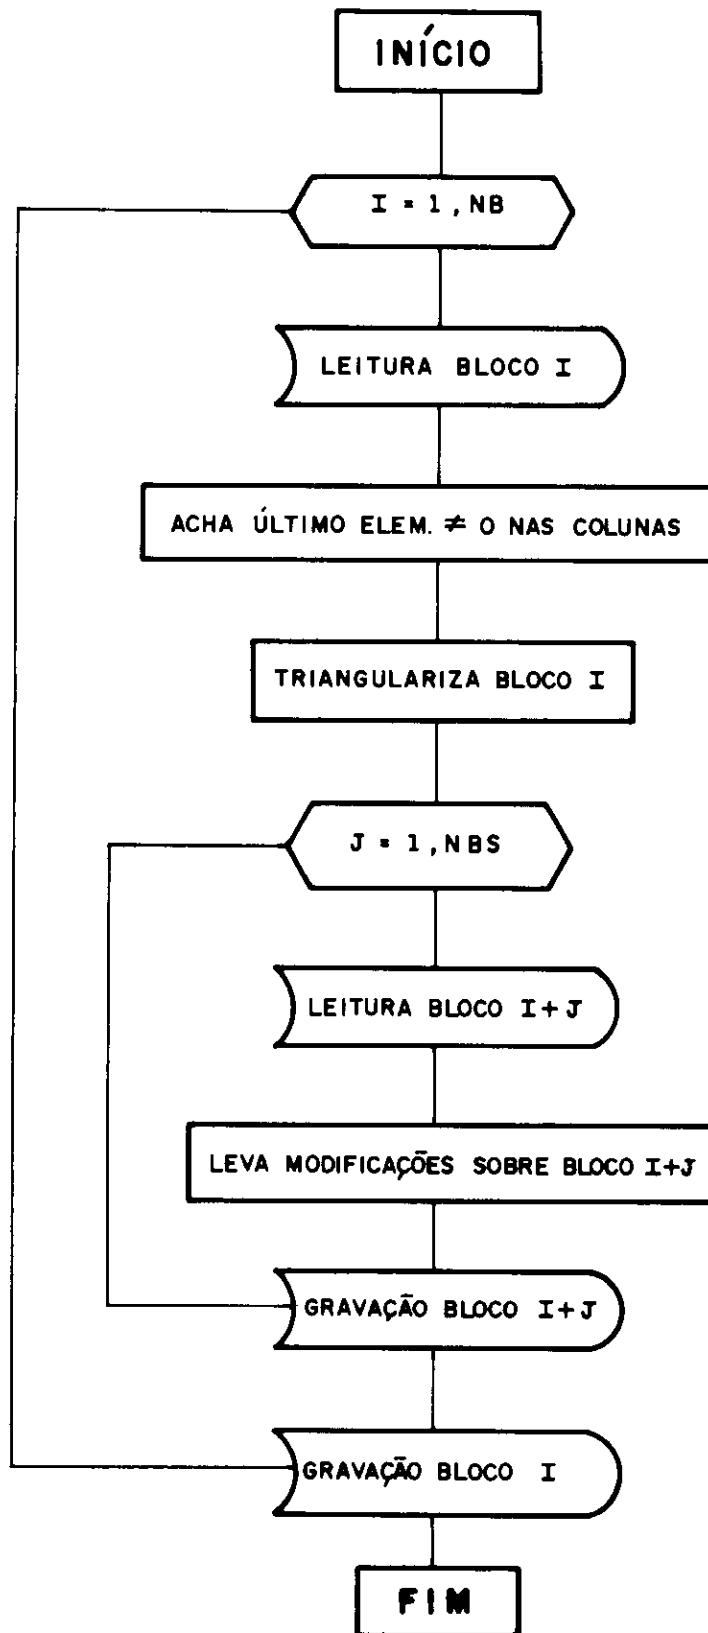 INÍCIO
I = 1, NB
LEITURA BLOCO I
ACHA ÚLTIMO ELEM. ≠ 0 NAS COLUNAS
TRIANGULARIZA BLOCO I
J = 1, NBS
LEITURA BLOCO I+J
LEVA MODIFICAÇÕES SOBRE BLOCO I+J
GRAVAÇÃO BLOCO I+J
GRAVAÇÃO BLOCO I
FIM